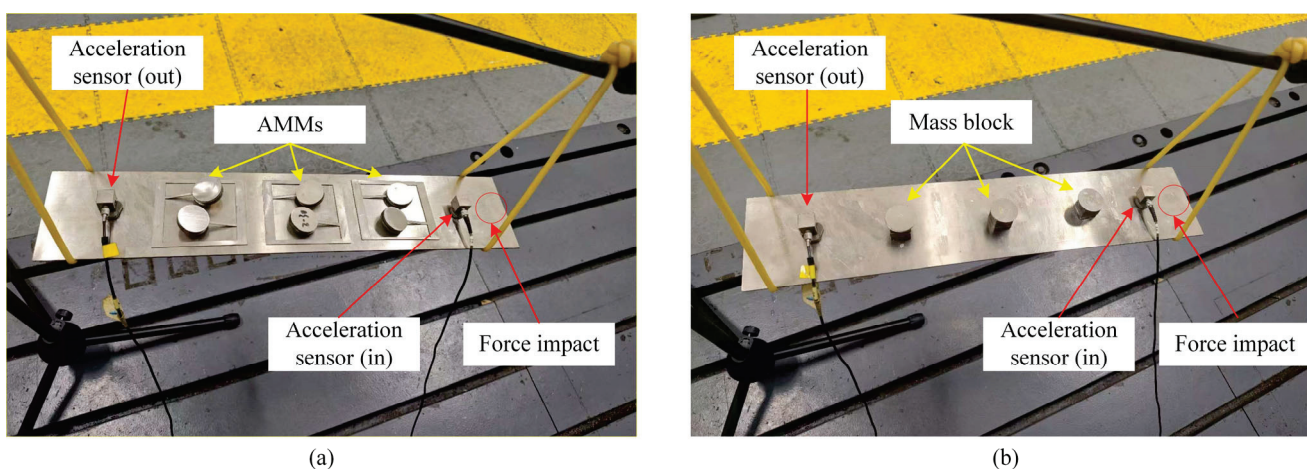 Acceleration
sensor (out)
AMMs
Acceleration
sensor (in)
Force impact
(a)
Acceleration
sensor (out)
Mass block
Acceleration
sensor (in)
Force impact
(b)